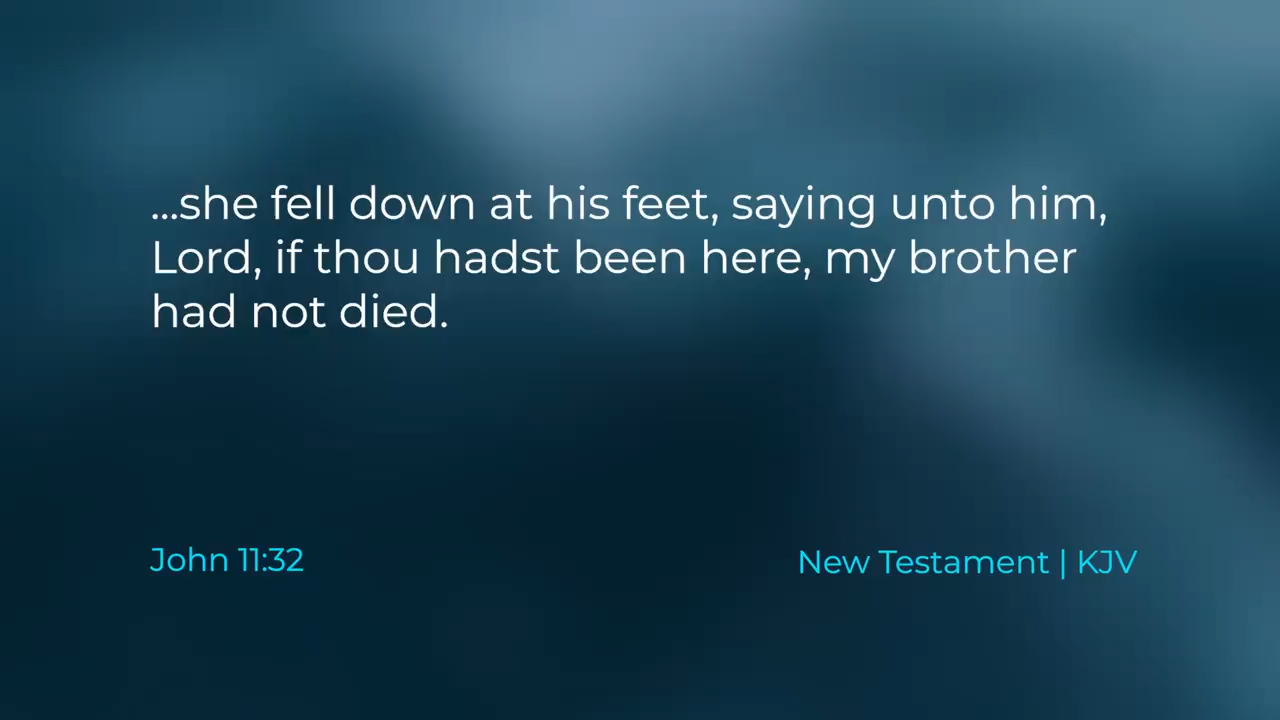 ...she fell down at his feet, saying unto him,
Lord, if thou hadst been here, my brother
had not died.
John 11:32
New Testament | KJV